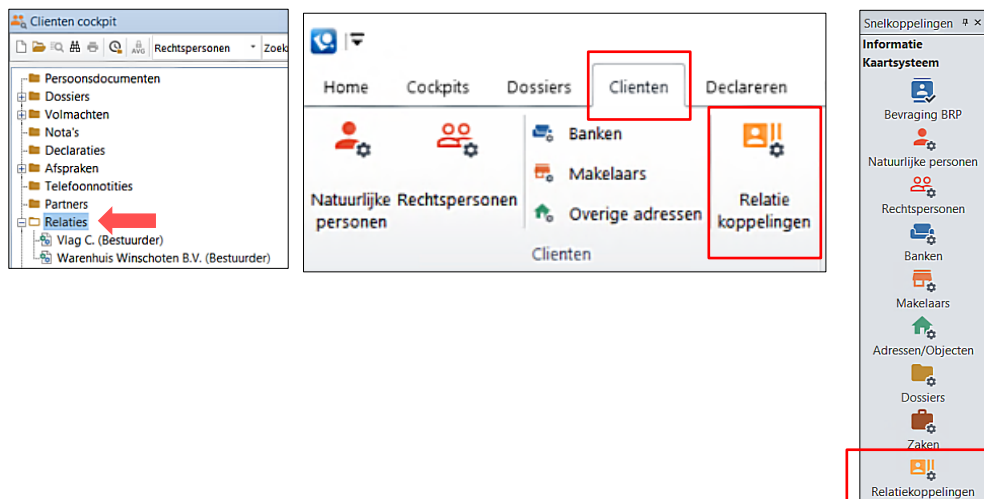 Clienten cockpit
AVG Rechtspersonen Zoek
Persoonsdocumenten
Dossiers
Volmachten
Nota's
Declaraties
Afspraken
Telefoonnotities
Partners
Relaties
Vlag C. (Bestuurder)
Warenhuis Winschoten B.V. (Bestuurder)
Home Cockpits Dossiers Clienten Declareren
Natuurlijke personen
Rechtspersonen
Banken
Makelaars
Overige adressen
Relatie
koppelingen
Clienten
Snelkoppelingen
Informatie
Kaartsysteem
Bevraging BRP
Natuurlijke personen
Rechtspersonen
Banken
Makelaars
Adressen/Objecten
Dossiers
Zaken
Relatiekoppelingen